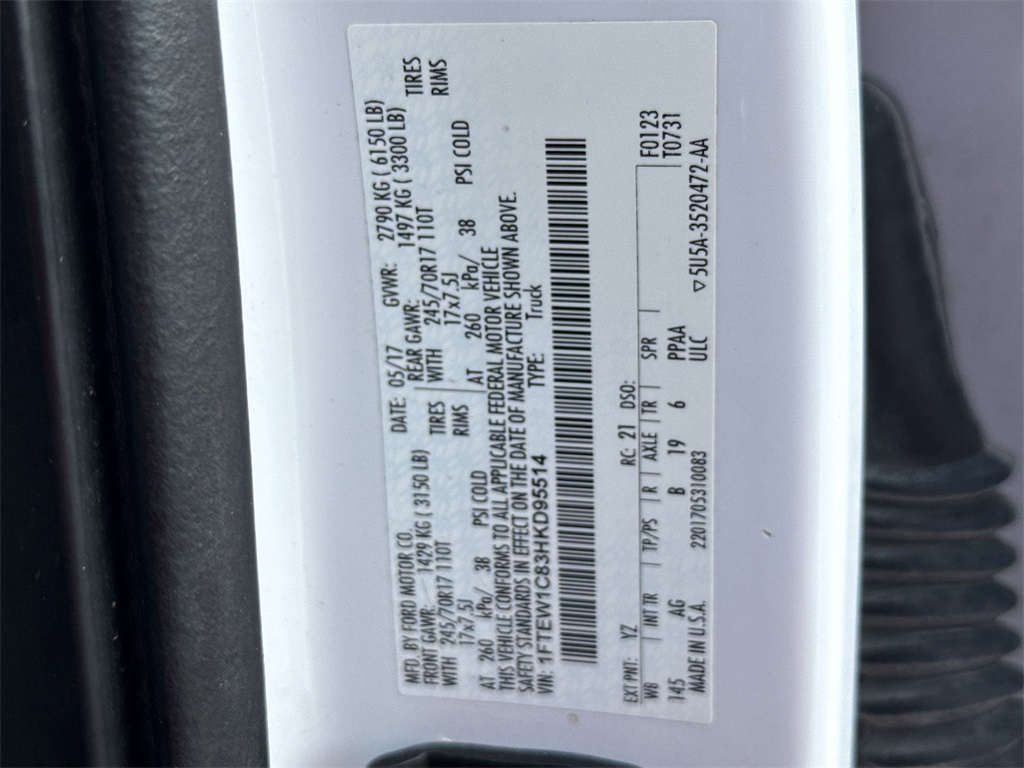 MFD. BY FORD MOTOR CO. DATE: 05/17 GVWR: 2790 KG ( 6150 LB)
FRONT GAWR: 1429 KG ( 3150 LB) REAR GAWR: 1497 KG ( 3300 LB)
WITH 245/70R17 110T TIRES WITH 245/70R17 110T TIRES
17x7.5J RIMS 17x7.5J RIMS
AT 260 kPa/ 38 PSI COLD AT 260 kPa/ 38 PSI COLD
THIS VEHICLE CONFORMS TO ALL APPLICABLE FEDERAL MOTOR VEHICLE
SAFETY STANDARDS IN EFFECT ON THE DATE OF MANUFACTURE SHOWN ABOVE.
VIN: 1FTEW1C83HKD95514 TYPE: Truck
EXT PNT: YZ RC: 21 DSO: F0123
WB INT TR TP/PS R AXLE TR SPR T0731
145 AG B 19 6 PPAA
MADE IN U.S.A. 2201705310083 ULC ▽5U5A-3520472-AA